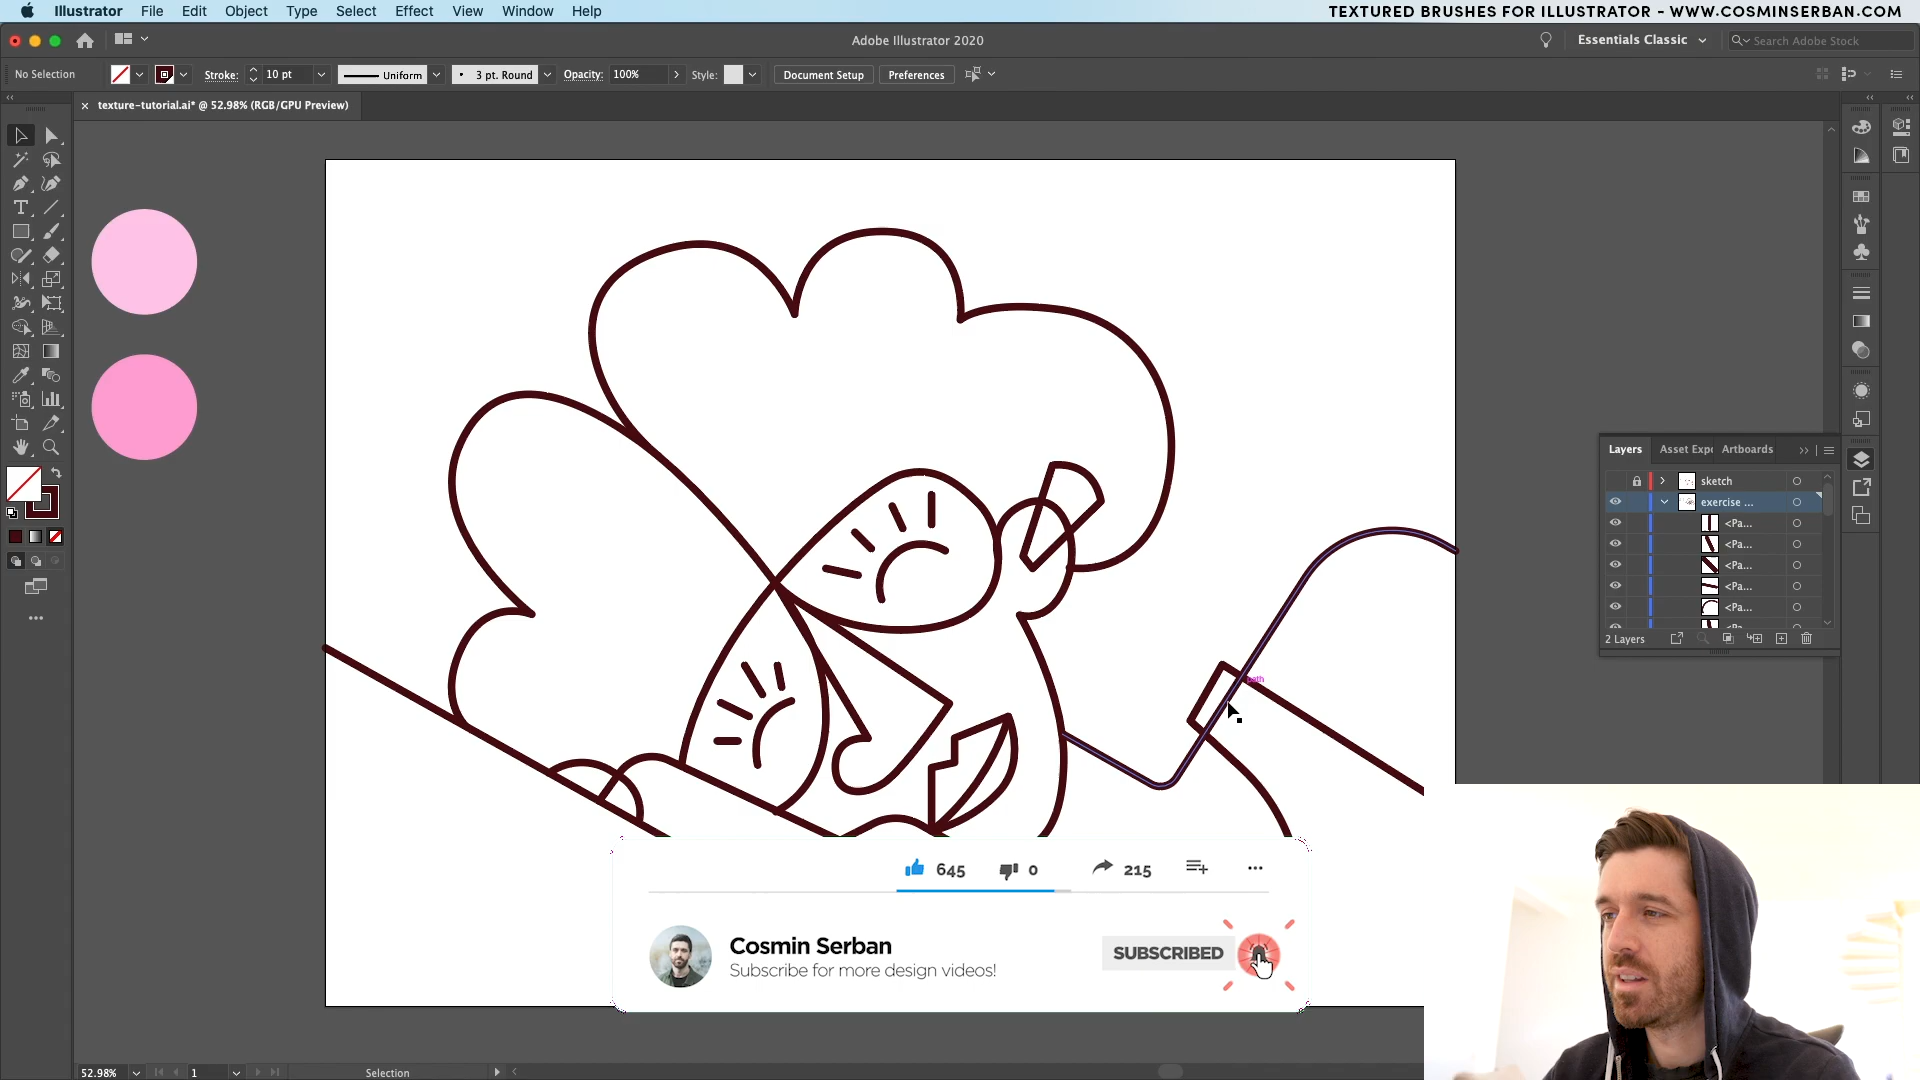 Illustrator File Edit Object Type Select Effect View Window Help
TEXTURED BRUSHES FOR ILLUSTRATOR - WWW.COSMINSERBAN.COM
Adobe Illustrator 2020
Essentials Classic
Search Adobe Stock
No Selection
Stroke: 10 pt
Uniform
3 pt. Round
Opacity: 100%
Style:
Document Setup
Preferences
texture-tutorial.ai* @ 52.98% (RGB/GPU Preview)
Layers Asset Expo Artboards
sketch
exercise ...
<Pa...
<Pa...
<Pa...
<Pa...
<Pa...
2 Layers
path
645 0 215
Cosmin Serban
Subscribe for more design videos!
SUBSCRIBED
52.98% 1 Selection